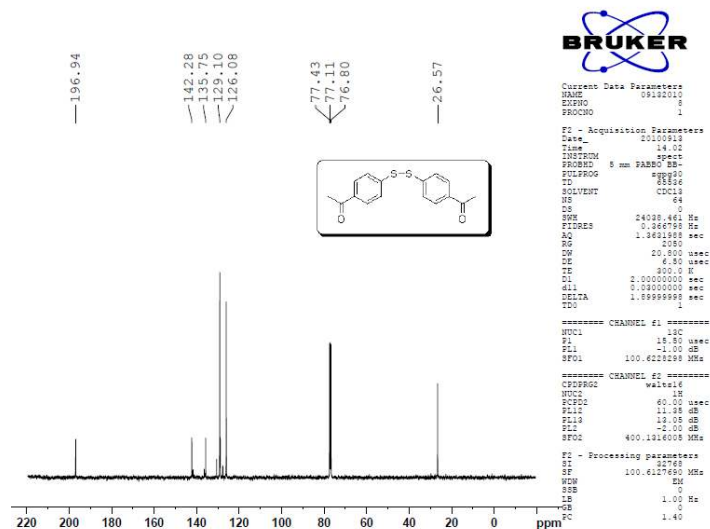 196.94
142.28
135.75
129.10
126.08
77.43
77.11
76.80
26.57
S-S
O
O
220 200 180 160 140 120 100 80 60 40 20 0 ppm
BRUKER
Current Data Parameters
NAME 09132010
EXPNO 8
PROCNO 1
F2 - Acquisition Parameters
Date_ 20100913
Time 14.02
INSTRUM spect
PROBHD 5 mm PABBO BB-
PULPROG zgpg30
TD 65536
SOLVENT CDCl3
NS 64
DS 0
SWH 24038.461 Hz
FIDRES 0.366798 Hz
AQ 1.3631988 sec
RG 2050
DW 20.800 usec
DE 6.50 usec
TE 300.0 K
D1 2.00000000 sec
d11 0.03000000 sec
DELTA 1.89999998 sec
TD0 1
======== CHANNEL f1 ========
NUC1 13C
P1 15.50 usec
PL1 -1.00 dB
SFO1 100.6228298 MHz
======== CHANNEL f2 ========
CPDPRG2 waltz16
NUC2 1H
PCPD2 60.00 usec
PL12 11.35 dB
PL13 13.05 dB
PL2 -2.00 dB
SFO2 400.1316005 MHz
F2 - Processing parameters
SI 32768
SF 100.6127690 MHz
WDW EM
SSB 0
LB 1.00 Hz
GB 0
PC 1.40